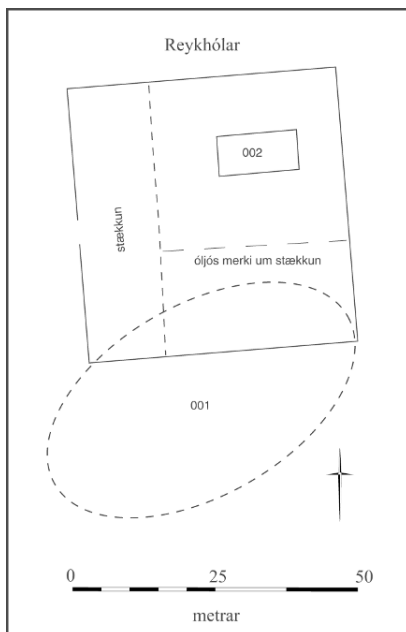 Reykhólar
002
stækkun
óljós merki um stækkun
001
0 25 50
metrar